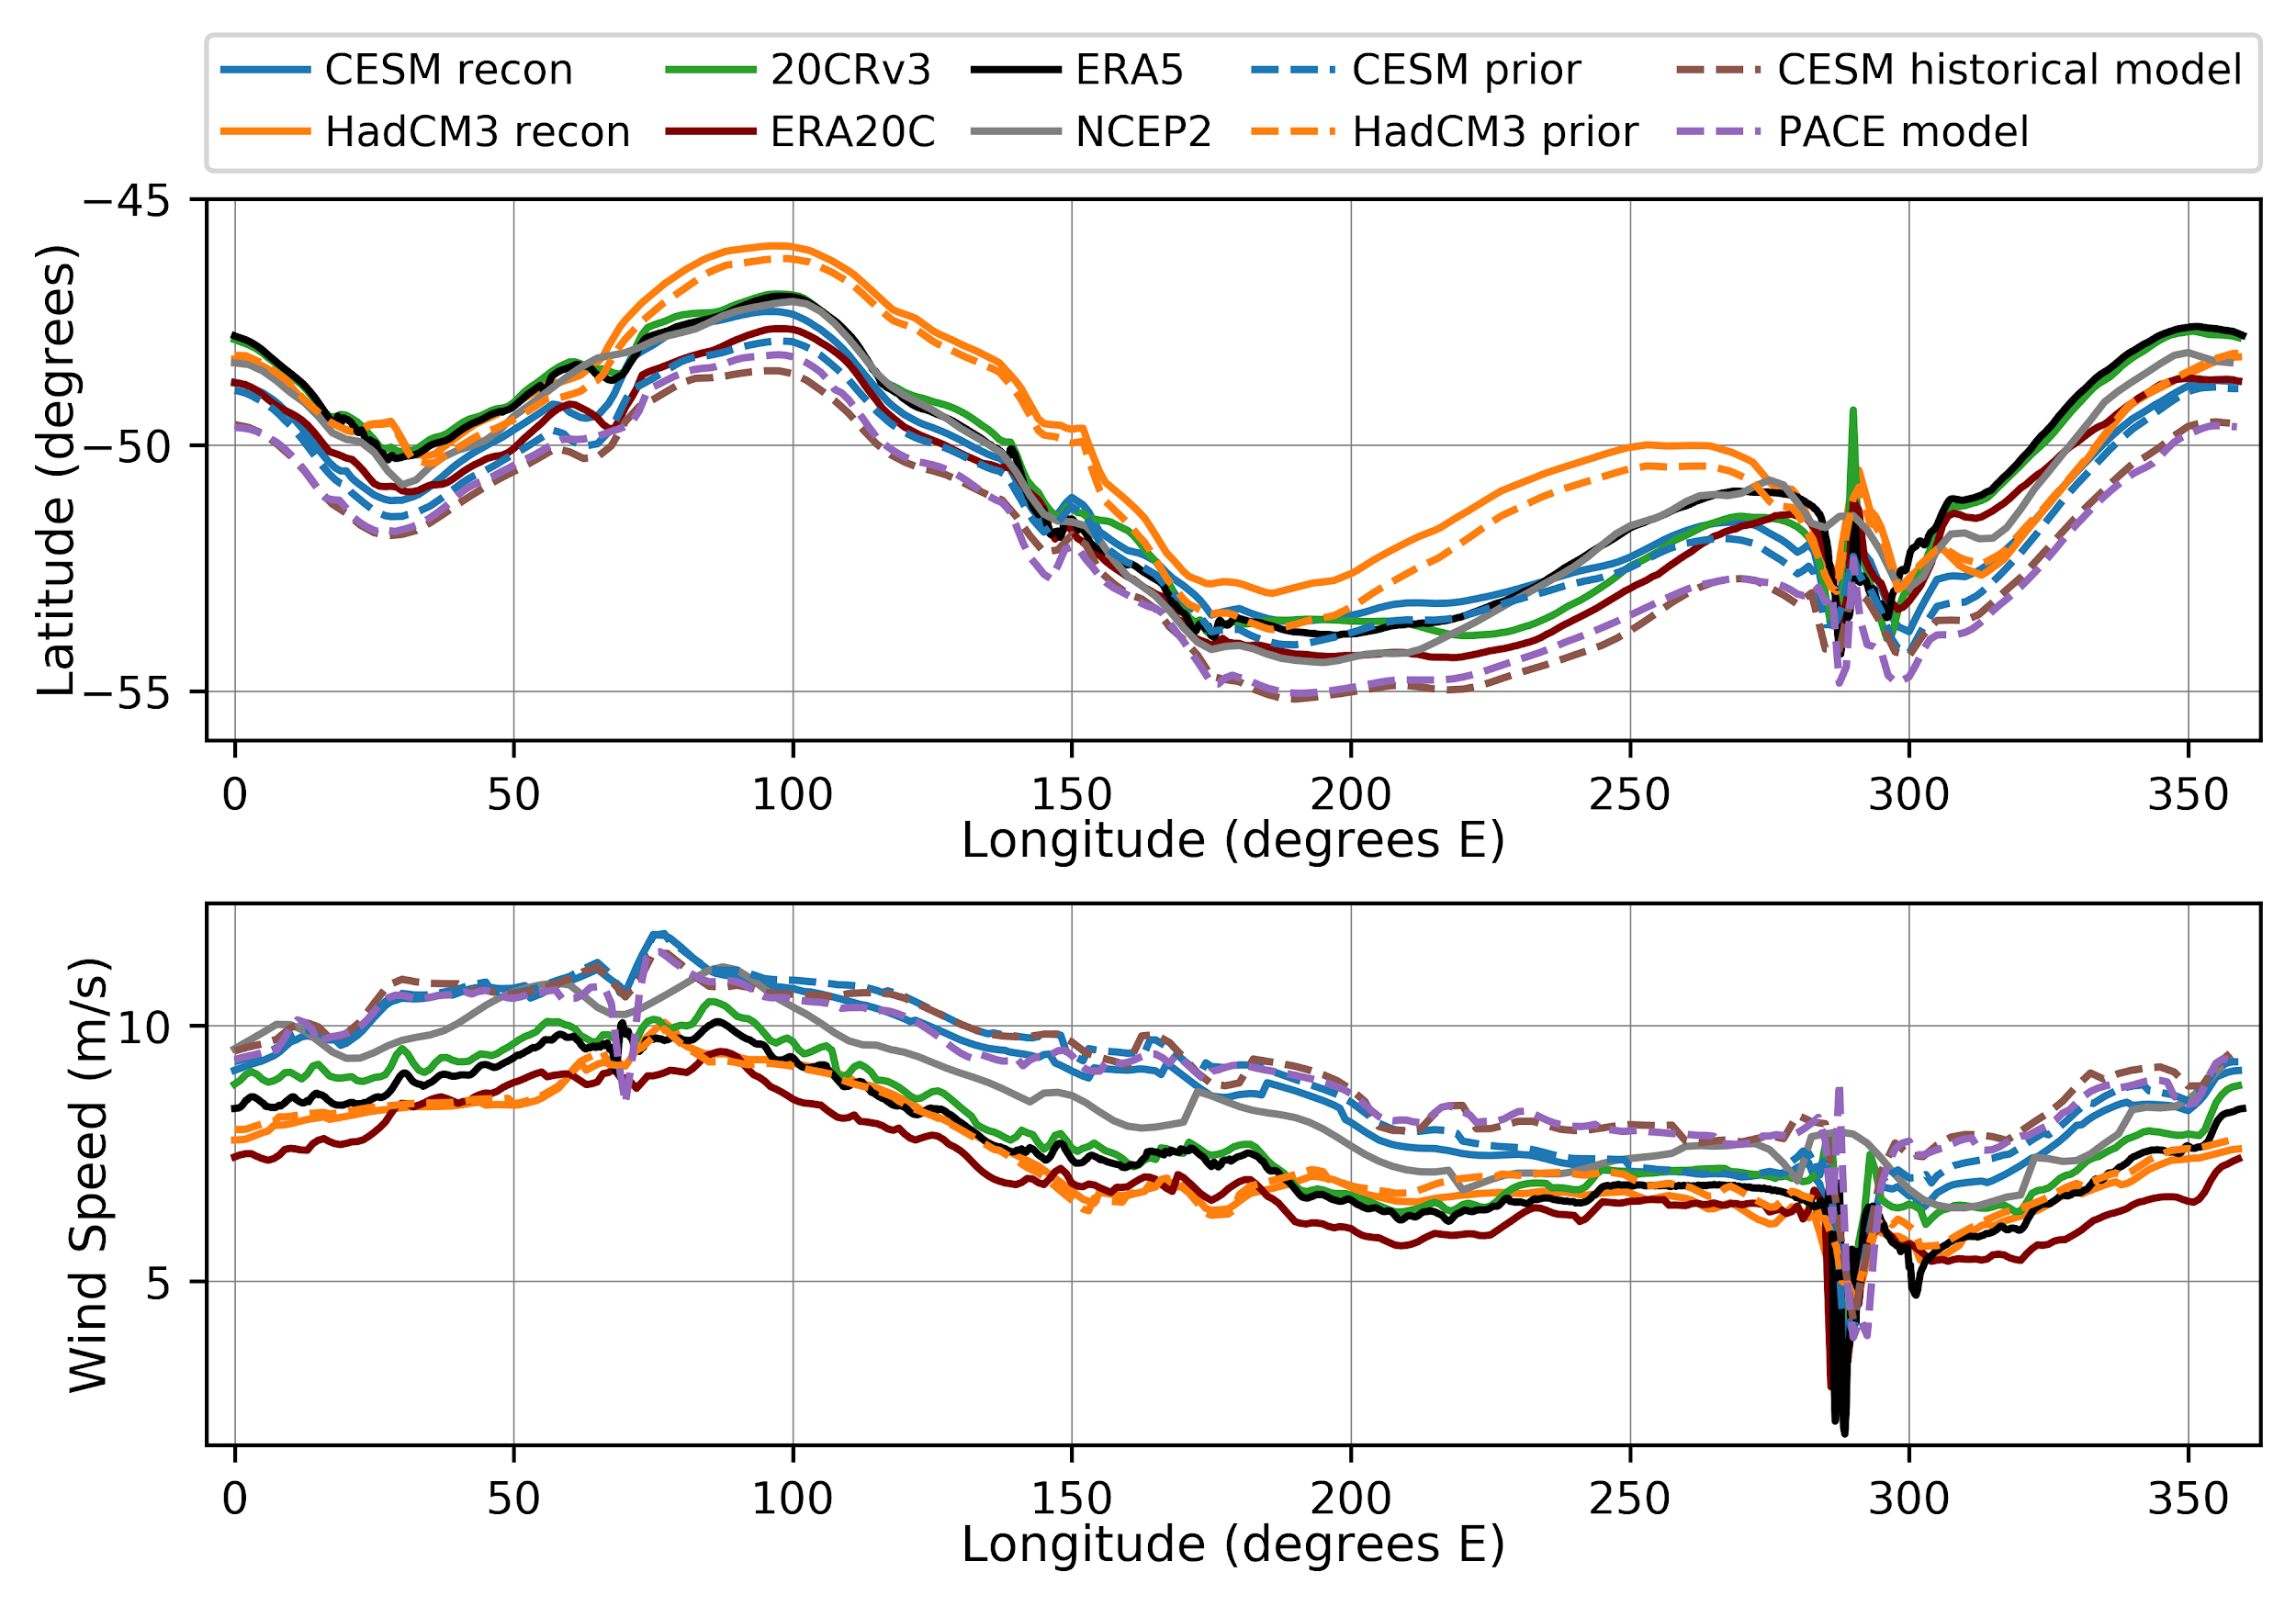 CESM recon 20CRv3 ERA5 CESM prior CESM historical model
HadCM3 recon ERA20C NCEP2 HadCM3 prior PACE model
−45
−50
−55
Latitude (degrees)
0 50 100 150 200 250 300 350
Longitude (degrees E)
10
5
Wind Speed (m/s)
0 50 100 150 200 250 300 350
Longitude (degrees E)